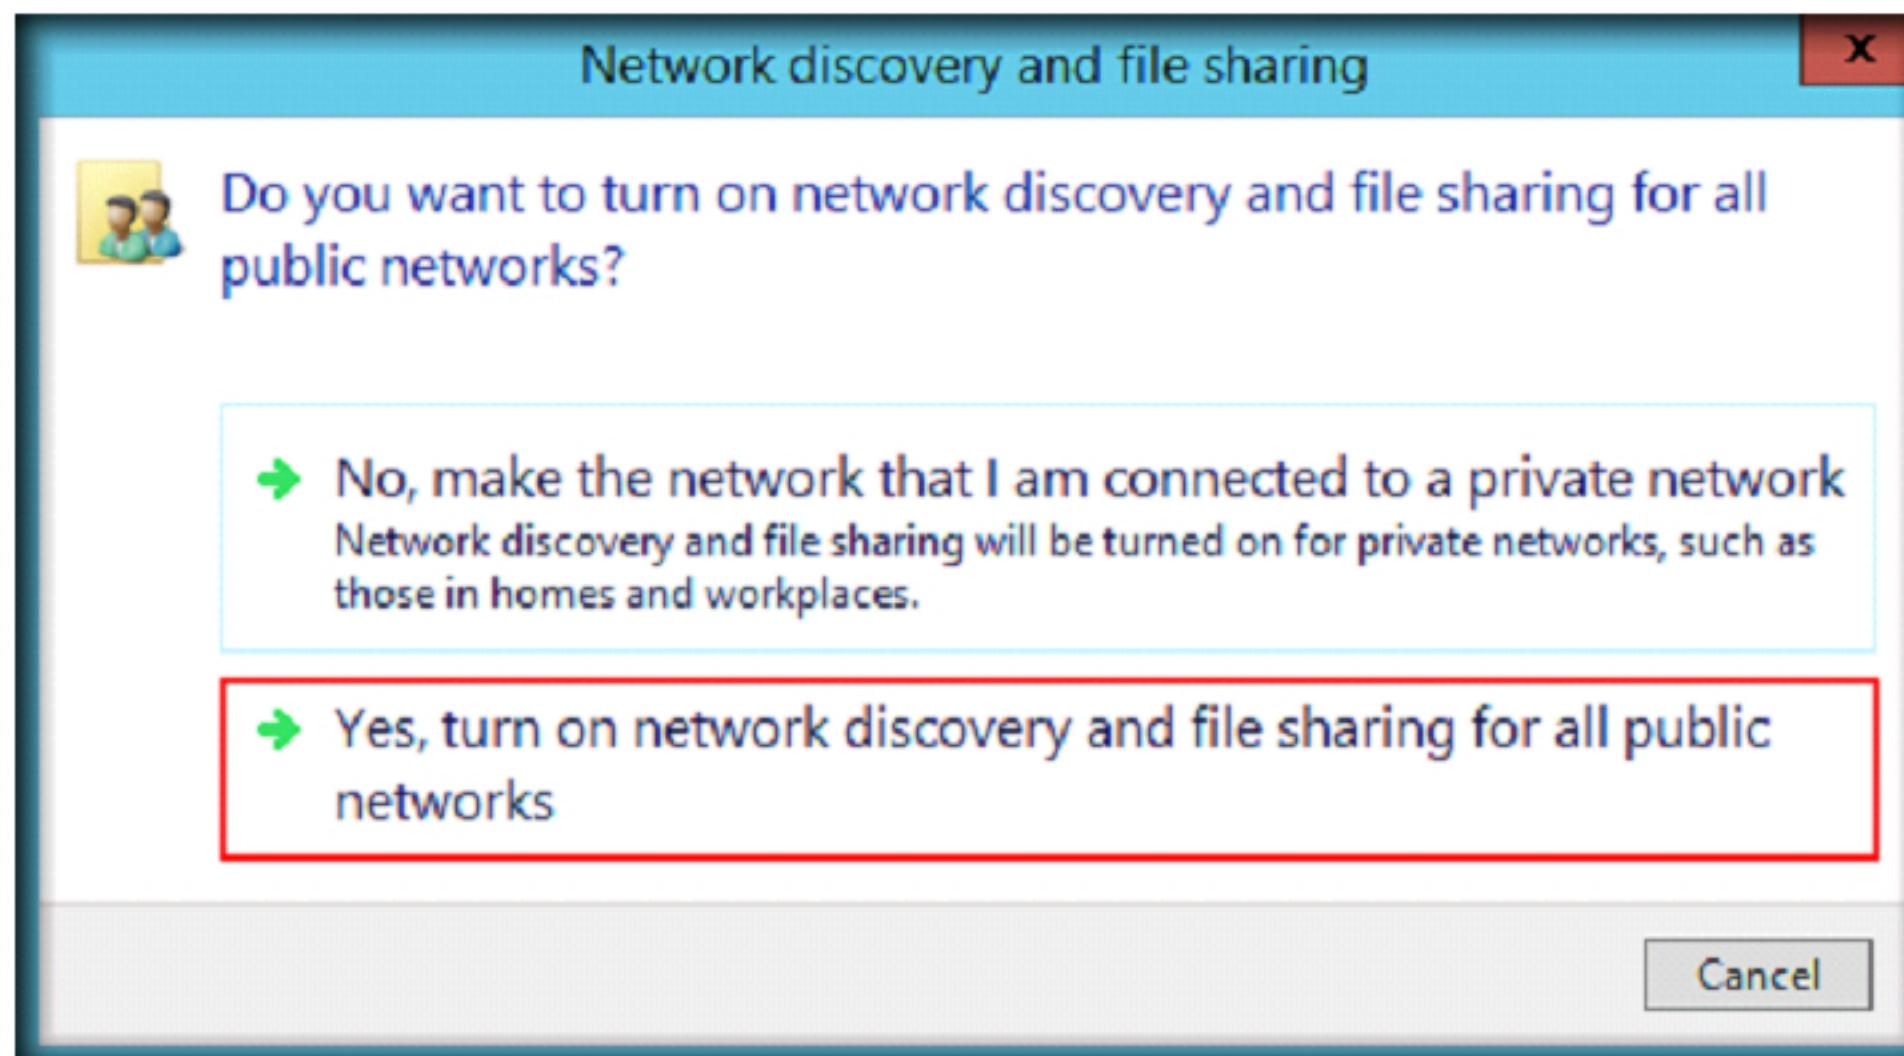 Network discovery and file sharing
x
Do you want to turn on network discovery and file sharing for all
public networks?
No, make the network that I am connected to a private network
Network discovery and file sharing will be turned on for private networks, such as
those in homes and workplaces.
Yes, turn on network discovery and file sharing for all public
networks
Cancel